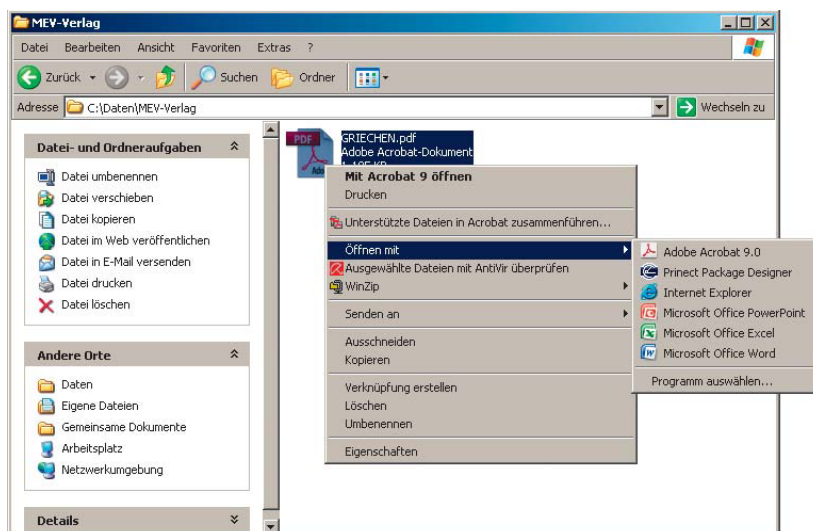 MEV-Verlag
Datei Bearbeiten Ansicht Favoriten Extras ?
Zurück Suchen Ordner
Adresse C:\Daten\MEV-Verlag Wechseln zu
Datei- und Ordneraufgaben
Datei umbenennen
Datei verschieben
Datei kopieren
Datei im Web veröffentlichen
Datei in E-Mail versenden
Datei drucken
Datei löschen
Andere Orte
Daten
Eigene Dateien
Gemeinsame Dokumente
Arbeitsplatz
Netzwerkumgebung
Details
PDF
GRIECHEN.pdf
Adobe Acrobat-Dokument
Mit Acrobat 9 öffnen
Drucken
Unterstützte Dateien in Acrobat zusammenführen...
Öffnen mit
Ausgewählte Dateien mit AntiVir überprüfen
WinZip
Senden an
Ausschneiden
Kopieren
Verknüpfung erstellen
Löschen
Umbenennen
Eigenschaften
Adobe Acrobat 9.0
Prinect Package Designer
Internet Explorer
Microsoft Office PowerPoint
Microsoft Office Excel
Microsoft Office Word
Programm auswählen...